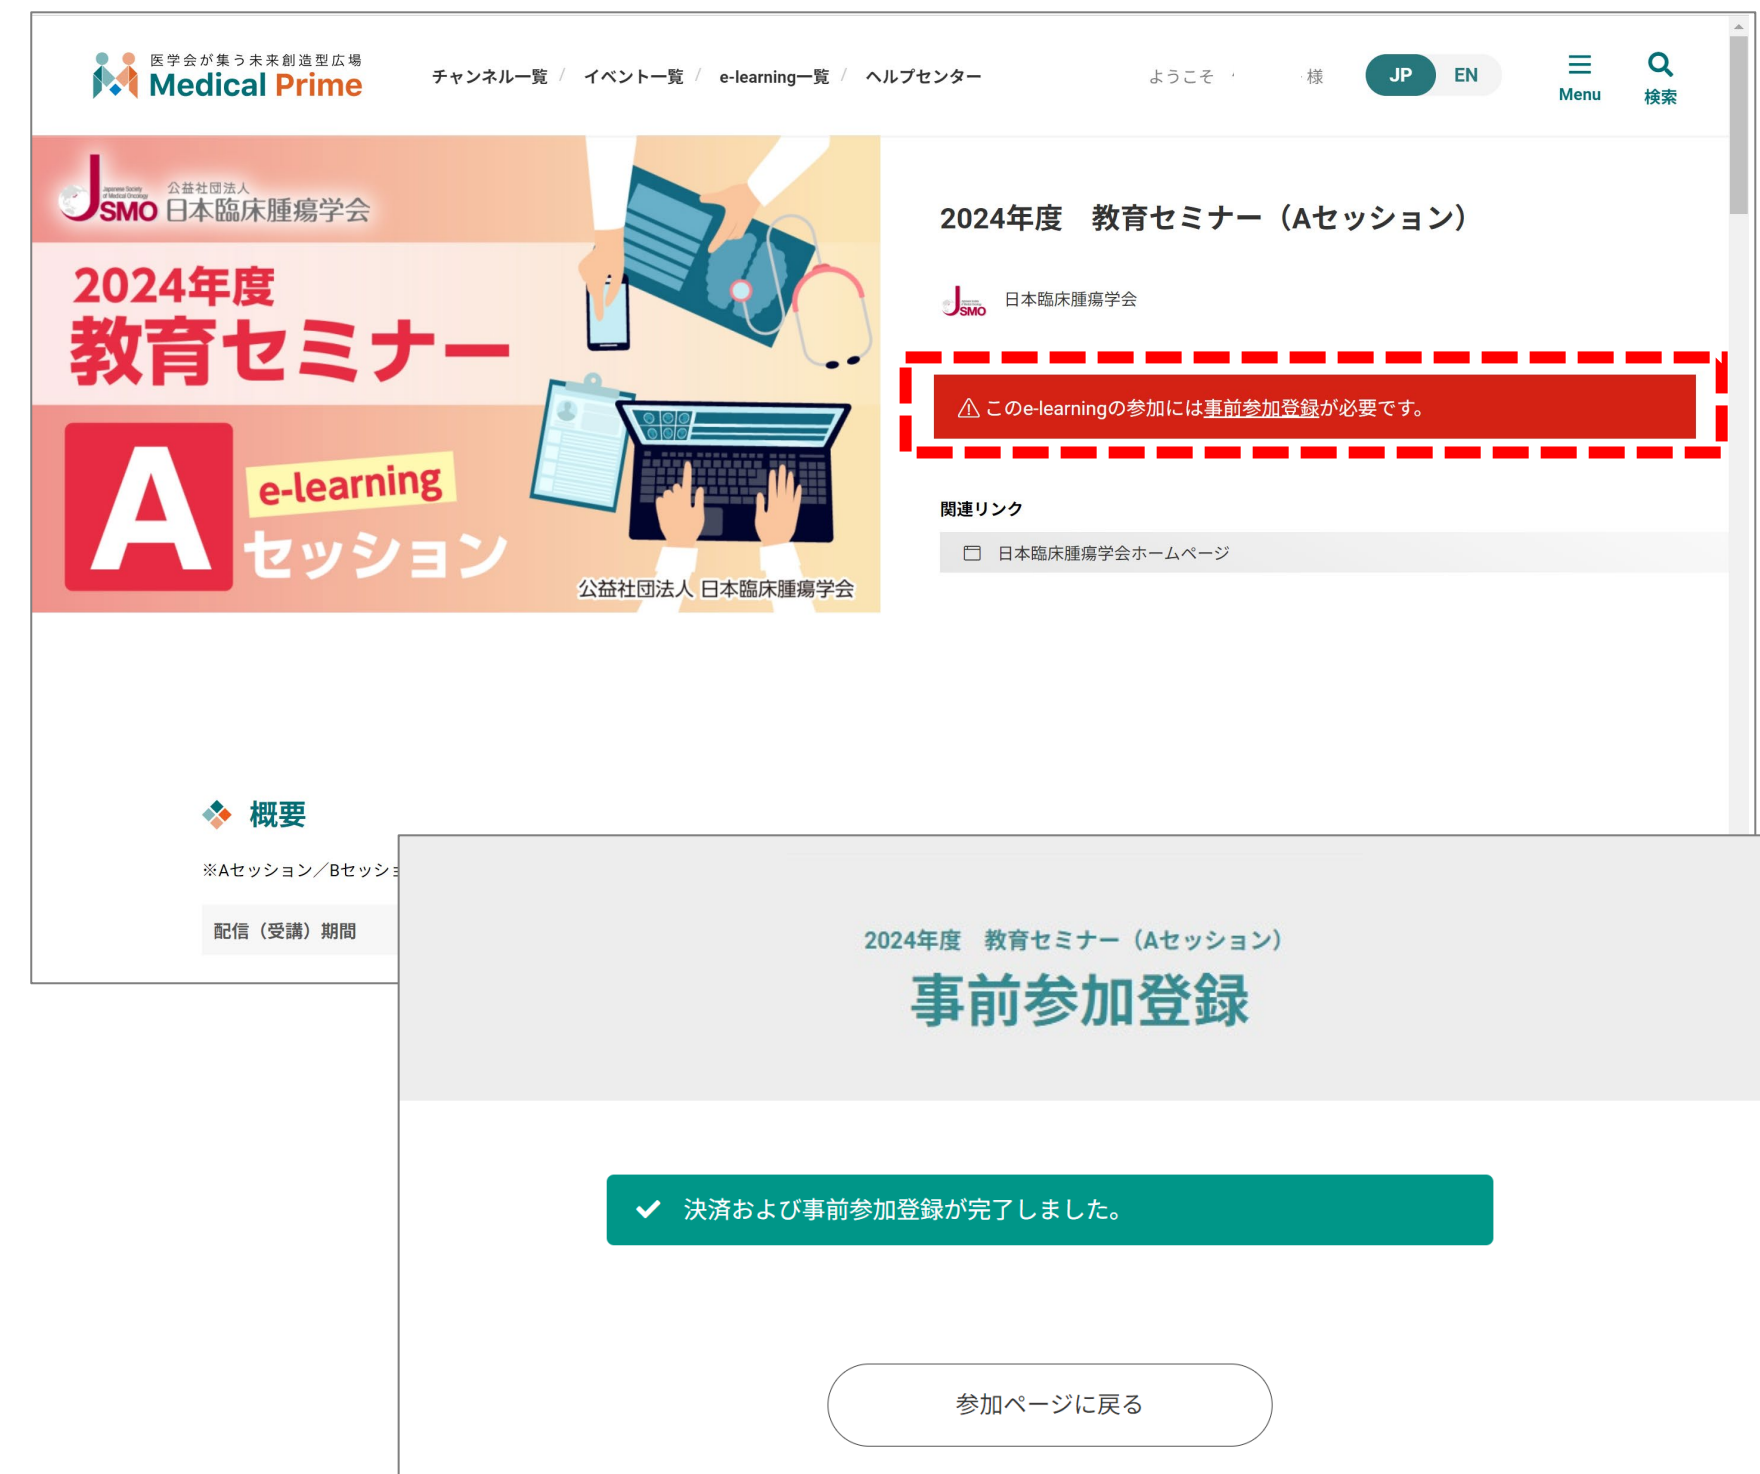 医学会が集う未来創造型広場
Medical Prime
チャンネル一覧 / イベント一覧 / e-learning一覧 / ヘルプセンター
ようこそ 様
JP EN
Menu
検索
Japanese Society
of Medical Oncology
JSMO
公益社団法人
日本臨床腫瘍学会
2024年度
教育セミナー
A
e-learning
セッション
公益社団法人 日本臨床腫瘍学会
2024年度 教育セミナー（Aセッション）
JSMO
日本臨床腫瘍学会
このe-learningの参加には事前参加登録が必要です。
関連リンク
日本臨床腫瘍学会ホームページ
概要
※Aセッション／Bセッシ
配信（受講）期間
2024年度 教育セミナー（Aセッション）
事前参加登録
決済および事前参加登録が完了しました。
参加ページに戻る